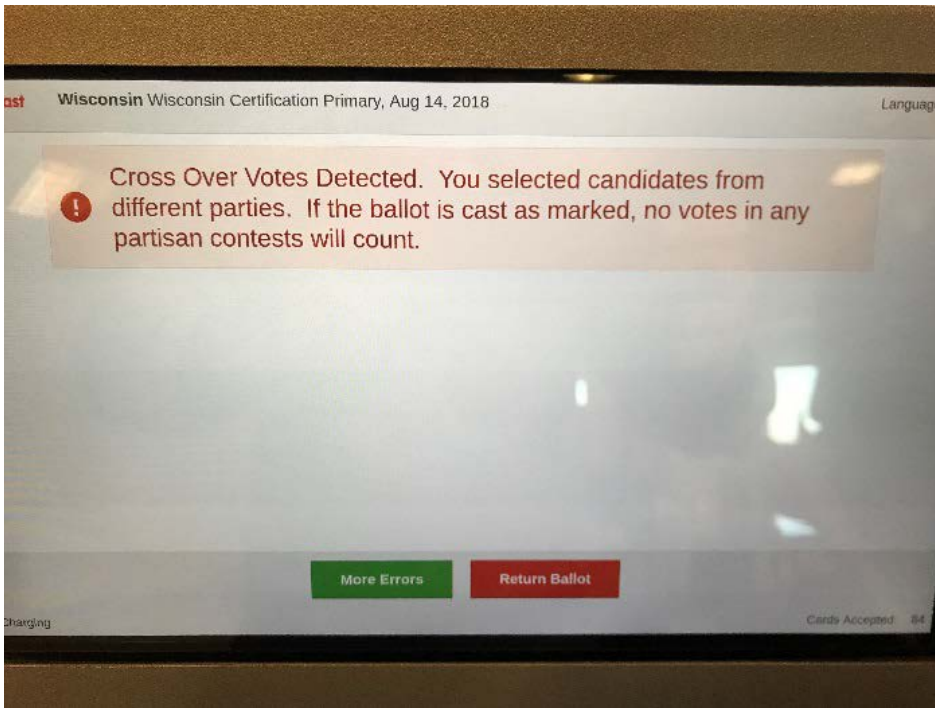 ast Wisconsin Wisconsin Certification Primary, Aug 14, 2018 Languag
Cross Over Votes Detected. You selected candidates from
! different parties. If the ballot is cast as marked, no votes in any
partisan contests will count.
More Errors Return Ballot
Charging Cards Accepted 84